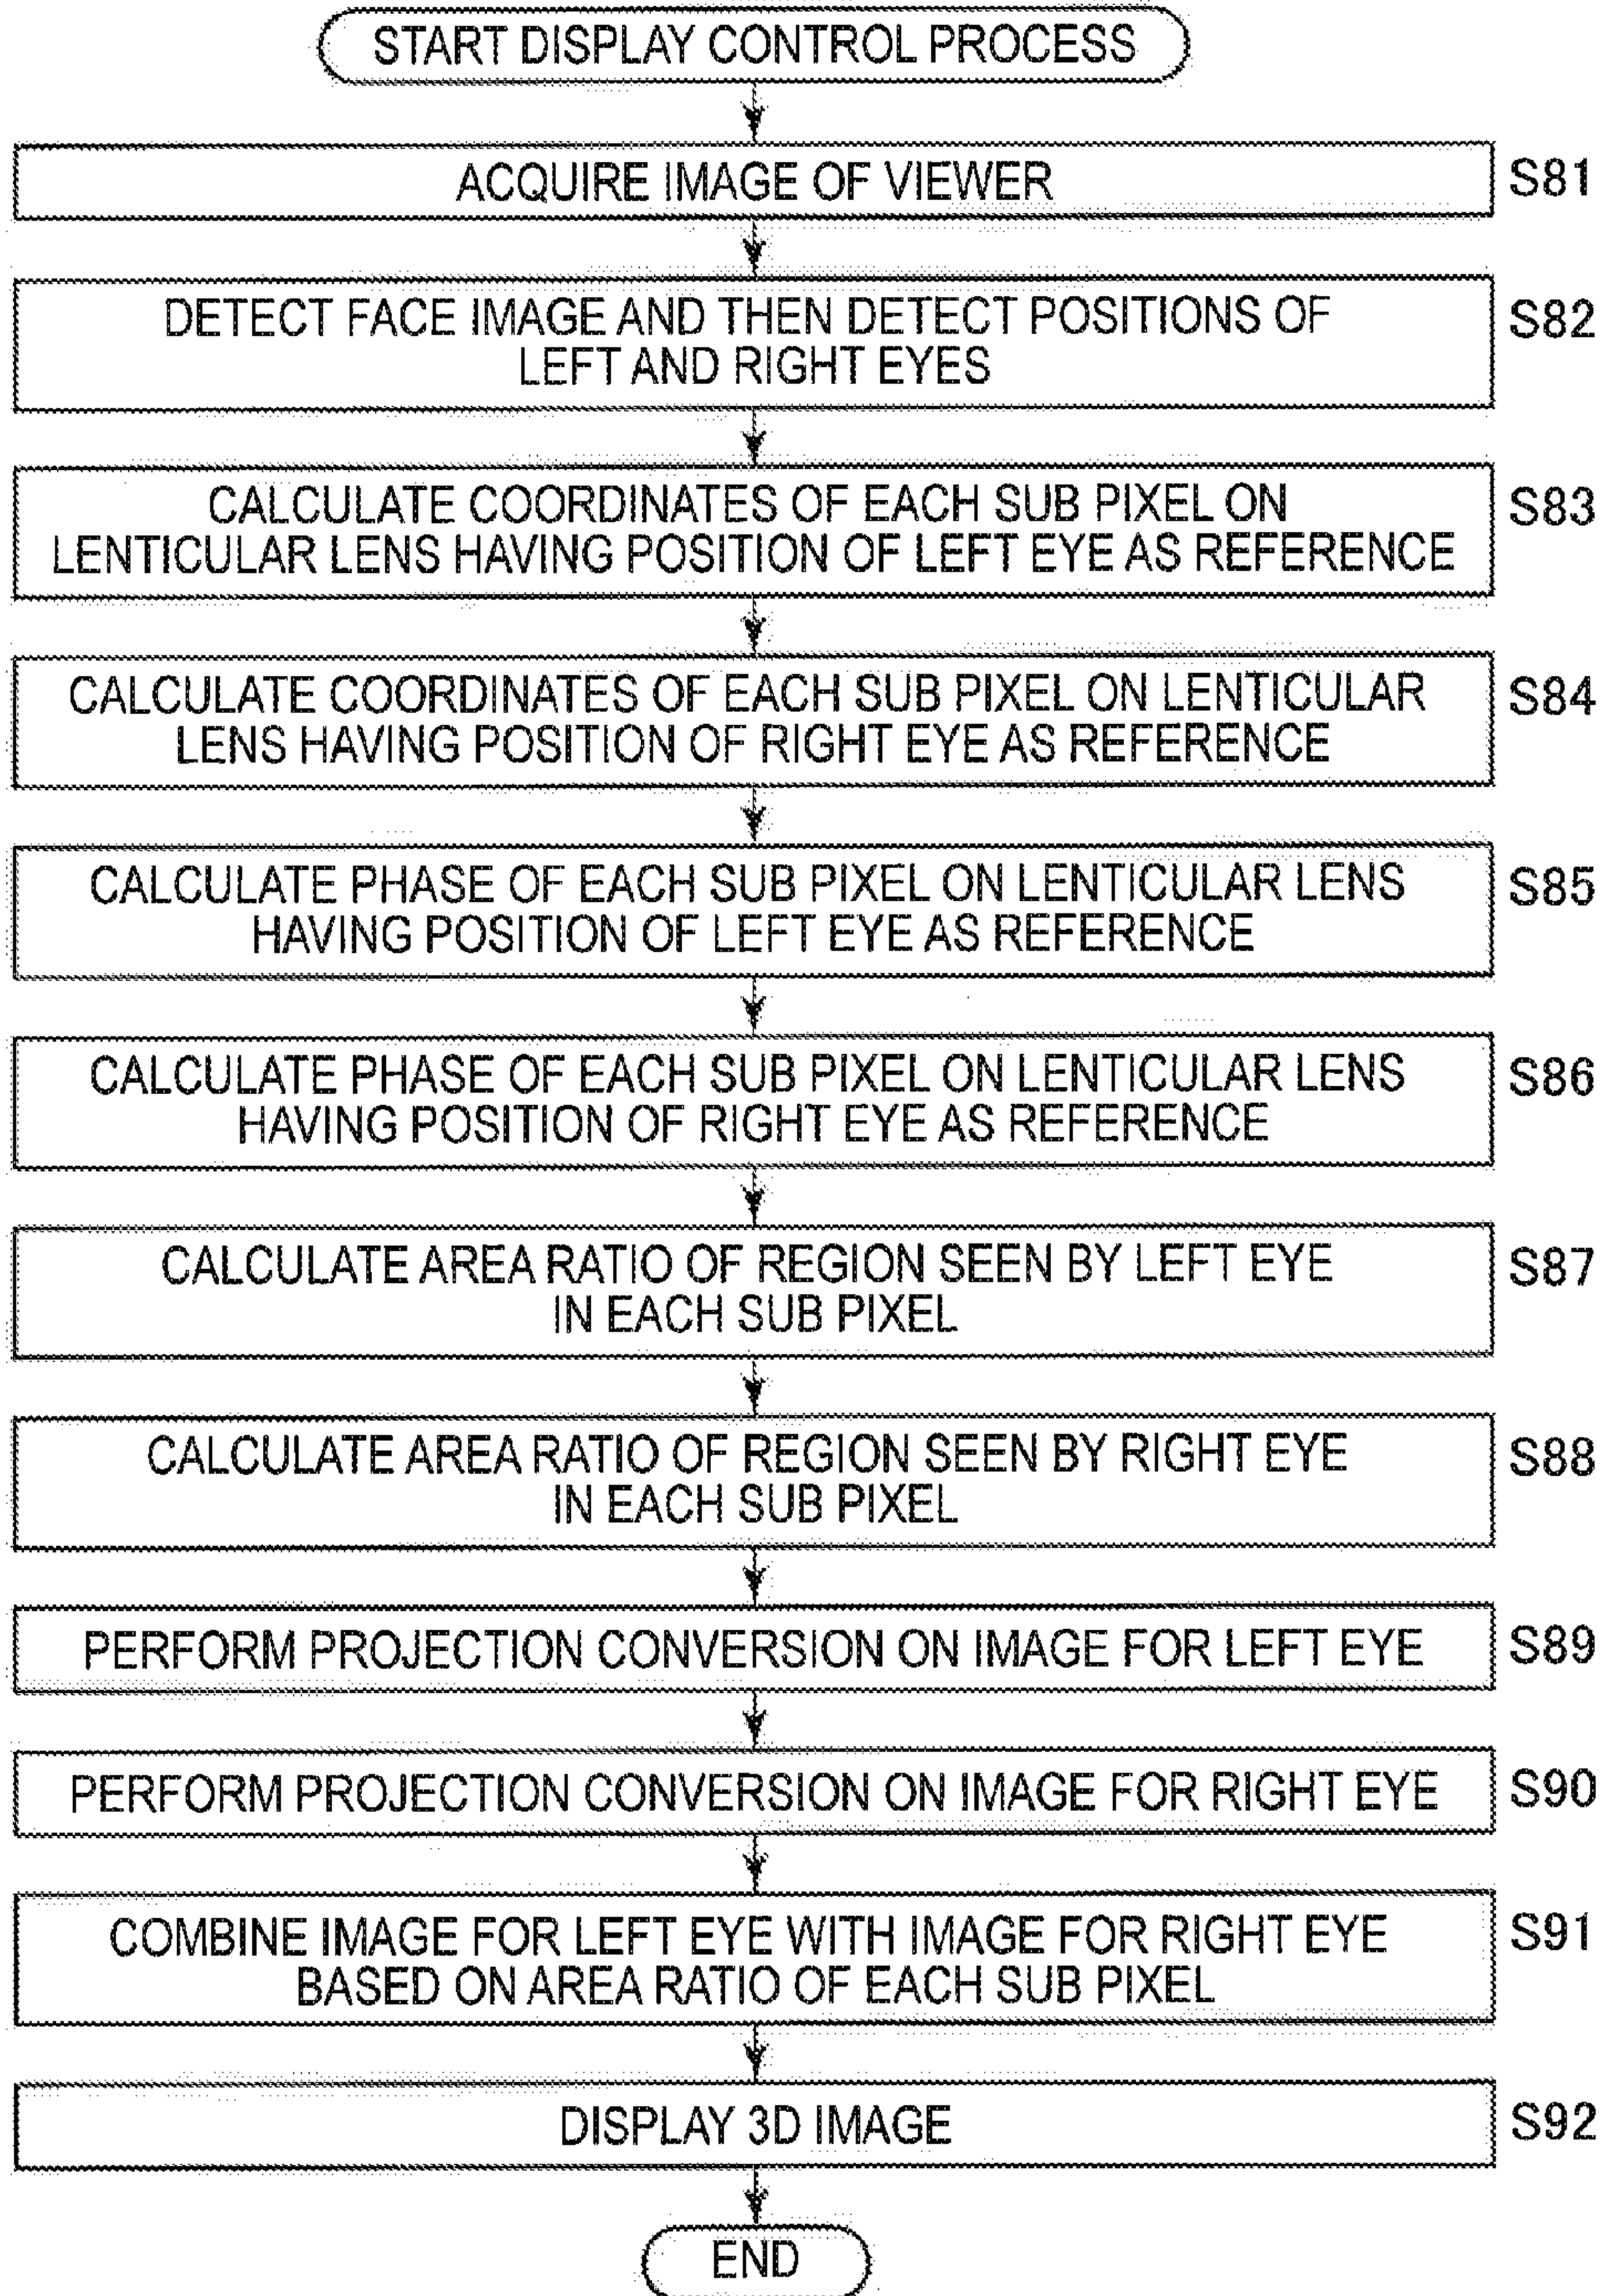 START DISPLAY CONTROL PROCESS
ACQUIRE IMAGE OF VIEWER
S81
DETECT FACE IMAGE AND THEN DETECT POSITIONS OF
LEFT AND RIGHT EYES
S82
CALCULATE COORDINATES OF EACH SUB PIXEL ON
LENTICULAR LENS HAVING POSITION OF LEFT EYE AS REFERENCE
S83
CALCULATE COORDINATES OF EACH SUB PIXEL ON LENTICULAR
LENS HAVING POSITION OF RIGHT EYE AS REFERENCE
S84
CALCULATE PHASE OF EACH SUB PIXEL ON LENTICULAR LENS
HAVING POSITION OF LEFT EYE AS REFERENCE
S85
CALCULATE PHASE OF EACH SUB PIXEL ON LENTICULAR LENS
HAVING POSITION OF RIGHT EYE AS REFERENCE
S86
CALCULATE AREA RATIO OF REGION SEEN BY LEFT EYE
IN EACH SUB PIXEL
S87
CALCULATE AREA RATIO OF REGION SEEN BY RIGHT EYE
IN EACH SUB PIXEL
S88
PERFORM PROJECTION CONVERSION ON IMAGE FOR LEFT EYE
S89
PERFORM PROJECTION CONVERSION ON IMAGE FOR RIGHT EYE
S90
COMBINE IMAGE FOR LEFT EYE WITH IMAGE FOR RIGHT EYE
BASED ON AREA RATIO OF EACH SUB PIXEL
S91
DISPLAY 3D IMAGE
S92
END